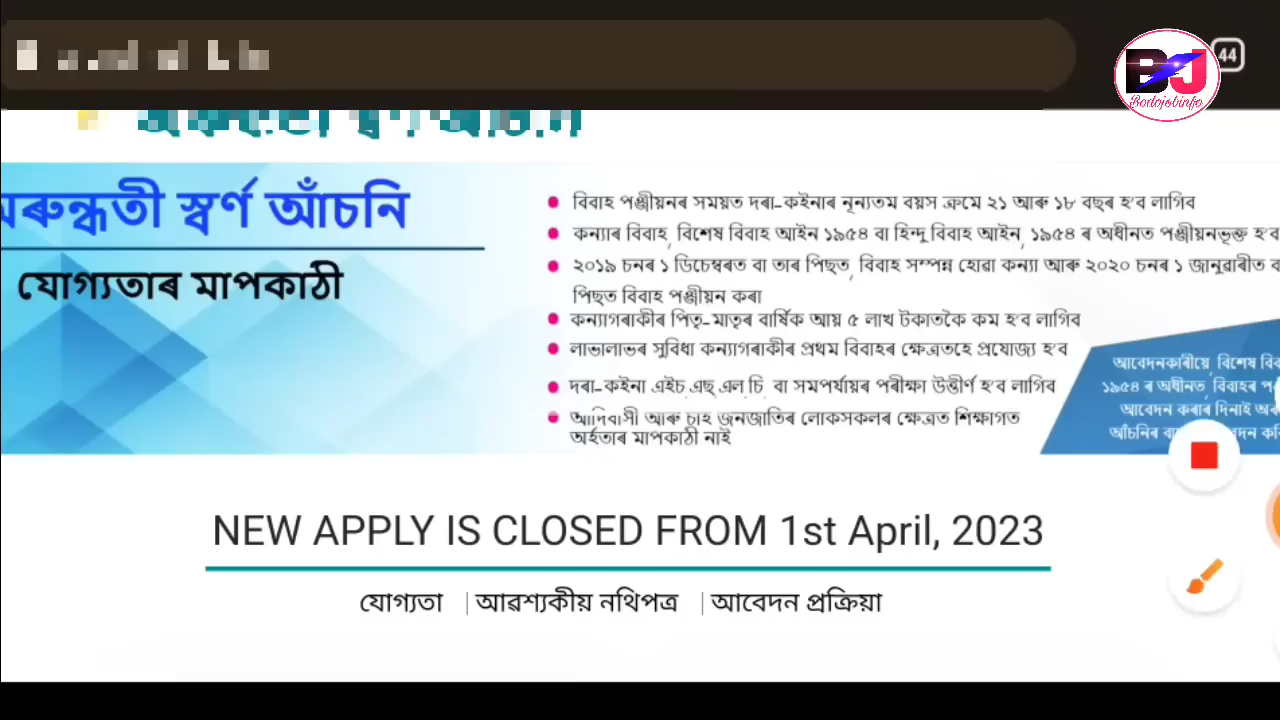 BJ
Bodojobinfo
44
অৰুন্ধতী স্বৰ্ণ আঁচনি
যোগ্যতাৰ মাপকাঠী
বিবাহ পঞ্জীয়নৰ সময়ত দৰা-কইনাৰ নূন্যতম বয়স ক্ৰমে ২১ আৰু ১৮ বছৰ হ'ব লাগিব
কন্যাৰ বিবাহ, বিশেষ বিবাহ আইন ১৯৫৪ বা হিন্দু বিবাহ আইন, ১৯৫৪ ৰ অধীনত পঞ্জীয়নভূক্ত হ'ব
২০১৯ চনৰ ১ ডিচেম্বৰত বা তাৰ পিছত, বিবাহ সম্পন্ন হোৱা কন্যা আৰু ২০২০ চনৰ ১ জানুৱাৰীত
পিছত বিবাহ পঞ্জীয়ন কৰা
কন্যাগৰাকীৰ পিতৃ-মাতৃৰ বাৰ্ষিক আয় ৫ লাখ টকাতকৈ কম হ'ব লাগিব
লাভালাভৰ সুবিধা কন্যাগৰাকীৰ প্ৰথম বিবাহৰ ক্ষেত্ৰতহে প্ৰযোজ্য হ'ব
দৰা-কইনা এইচ.এছ.এল.চি. বা সমপৰ্যায়ৰ পৰীক্ষা উত্তীৰ্ণ হ'ব লাগিব
আদিবাসী আৰু চাহ জনজাতিৰ লোকসকলৰ ক্ষেত্ৰত শিক্ষাগত
অৰ্হতাৰ মাপকাঠী নাই
আবেদনকাৰীয়ে, বিশেষ
১৯৫৪ ৰ অধীনত, বিবাহৰ
আবেদন কৰাৰ দিনাই
আঁচনিৰ
NEW APPLY IS CLOSED FROM 1st April, 2023
যোগ্যতা | আৱশ্যকীয় নথিপত্ৰ | আবেদন প্ৰক্ৰিয়া